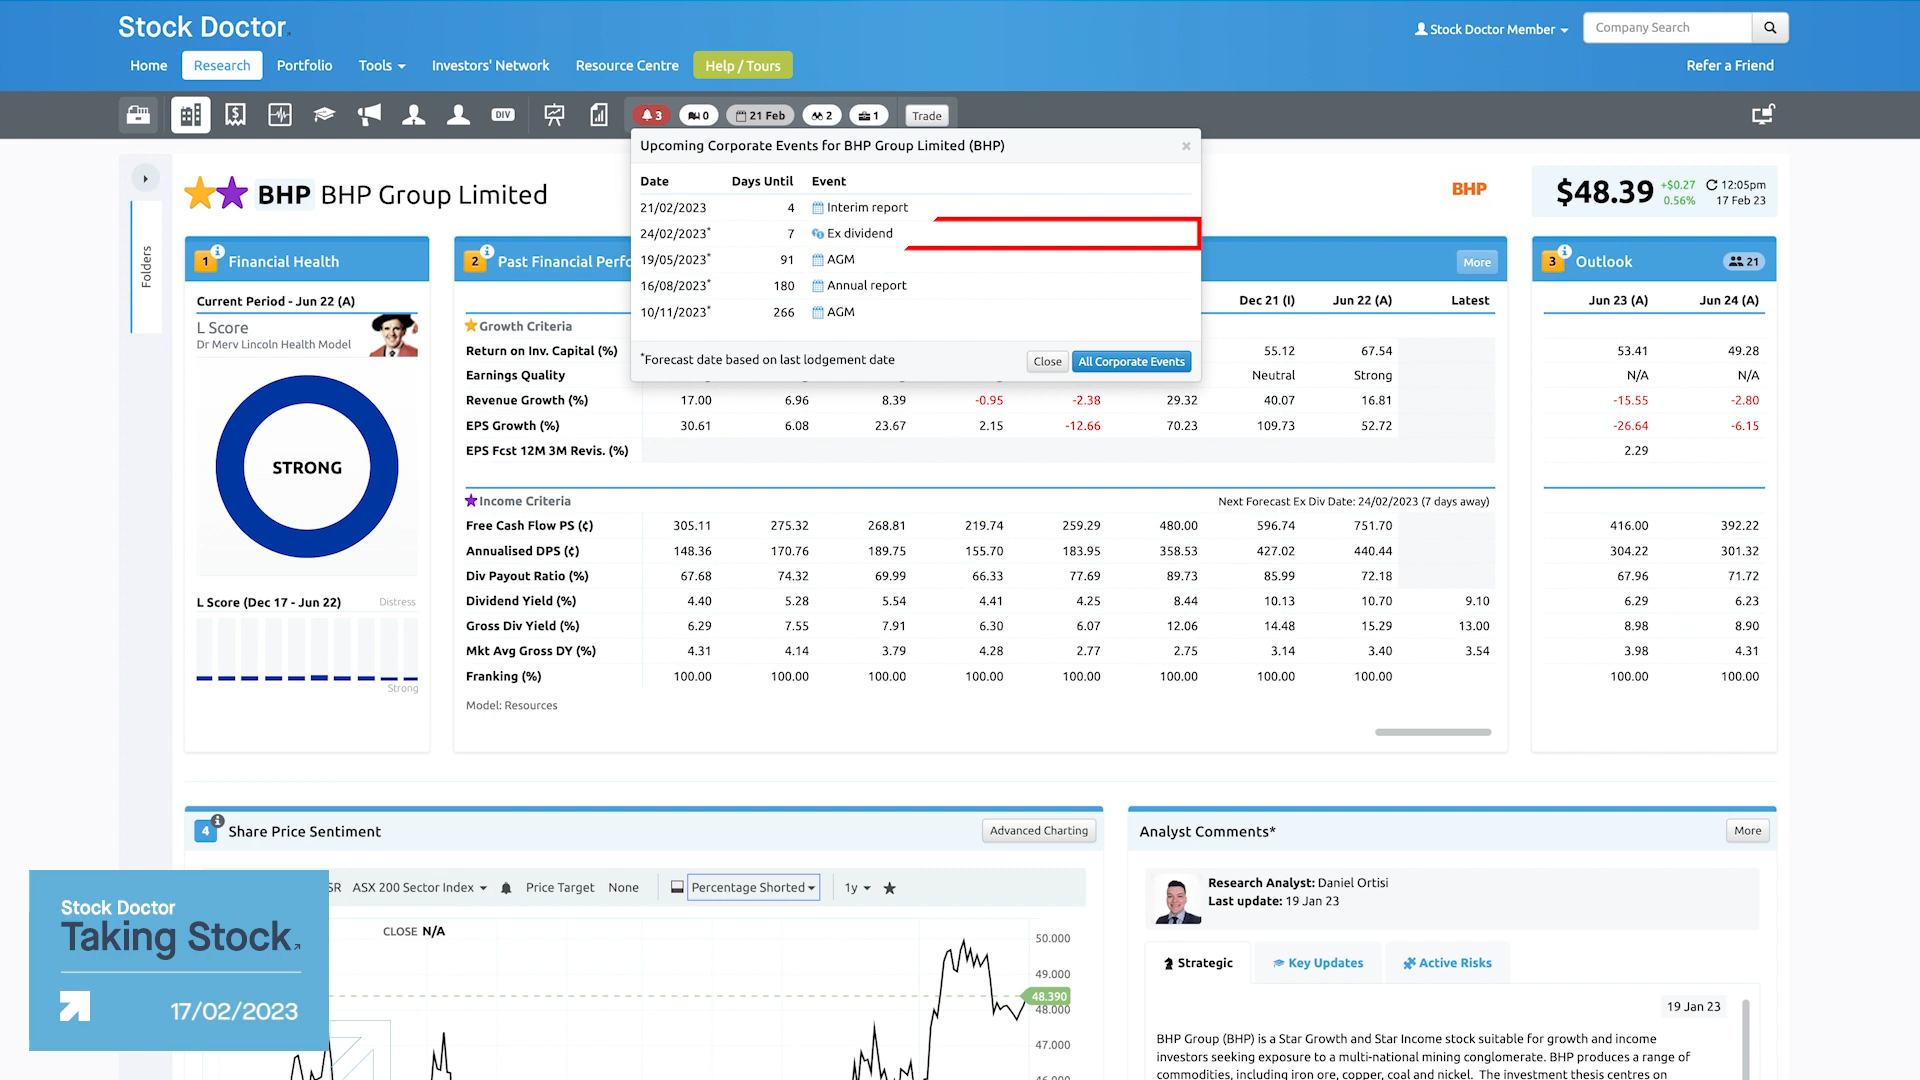 Stock Doctor
Stock Doctor Member
Company Search
Home
Research
Portfolio
Tools
Investors' Network
Resource Centre
Help / Tours
Refer a Friend
DIV
3
0
21 Feb
2
1
Trade
Upcoming Corporate Events for BHP Group Limited (BHP)
Date Days Until Event
21/02/2023 4 Interim report
24/02/2023* 7 Ex dividend
19/05/2023* 91 AGM
16/08/2023* 180 Annual report
10/11/2023* 266 AGM
*Forecast date based on last lodgement date
Close
All Corporate Events
Folders
BHP BHP Group Limited
BHP
$48.39
+$0.27
0.56%
12:05pm
17 Feb 23
1 Financial Health
Current Period - Jun 22 (A)
L Score
Dr Merv Lincoln Health Model
STRONG
L Score (Dec 17 - Jun 22)
Distress
Strong
2 Past Financial Perfo
More
Dec 21 (I) Jun 22 (A) Latest
Growth Criteria
Return on Inv. Capital (%) 55.12 67.54
Earnings Quality Neutral Strong
Revenue Growth (%) 17.00 6.96 8.39 -0.95 -2.38 29.32 40.07 16.81
EPS Growth (%) 30.61 6.08 23.67 2.15 -12.66 70.23 109.73 52.72
EPS Fcst 12M 3M Revis. (%)
Income Criteria
Next Forecast Ex Div Date: 24/02/2023 (7 days away)
Free Cash Flow PS (¢) 305.11 275.32 268.81 219.74 259.29 480.00 596.74 751.70
Annualised DPS (¢) 148.36 170.76 189.75 155.70 183.95 358.53 427.02 440.44
Div Payout Ratio (%) 67.68 74.32 69.99 66.33 77.69 89.73 85.99 72.18
Dividend Yield (%) 4.40 5.28 5.54 4.41 4.25 8.44 10.13 10.70 9.10
Gross Div Yield (%) 6.29 7.55 7.91 6.30 6.07 12.06 14.48 15.29 13.00
Mkt Avg Gross DY (%) 4.31 4.14 3.79 4.28 2.77 2.75 3.14 3.40 3.54
Franking (%) 100.00 100.00 100.00 100.00 100.00 100.00 100.00 100.00
Model: Resources
3 Outlook
21
Jun 23 (A) Jun 24 (A)
53.41 49.28
N/A N/A
-15.55 -2.80
-26.64 -6.15
2.29
416.00 392.22
304.22 301.32
67.96 71.72
6.29 6.23
8.98 8.90
3.98 4.31
100.00 100.00
4 Share Price Sentiment
Advanced Charting
SR
ASX 200 Sector Index
Price Target
None
Percentage Shorted
1y
CLOSE N/A
50.000
49.000
48.390
48.000
47.000
Analyst Comments*
More
Research Analyst: Daniel Ortisi
Last update: 19 Jan 23
Strategic
Key Updates
Active Risks
19 Jan 23
BHP Group (BHP) is a Star Growth and Star Income stock suitable for growth and income
investors seeking exposure to a multi-national mining conglomerate. BHP produces a range of
commodities, including iron ore, copper, coal and nickel. The investment thesis centres on
Stock Doctor
Taking Stock
17/02/2023